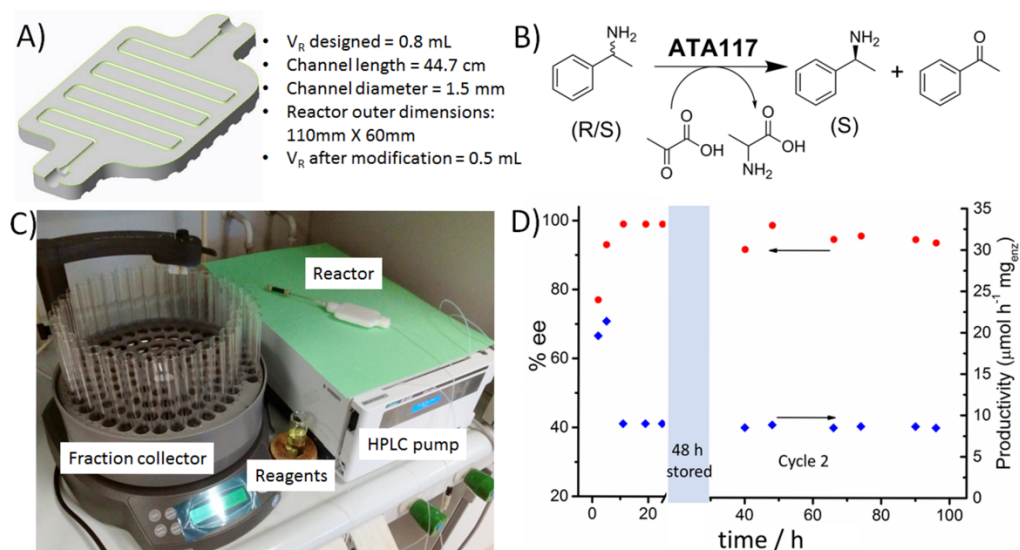 A)
• V_R designed = 0.8 mL
• Channel length = 44.7 cm
• Channel diameter = 1.5 mm
• Reactor outer dimensions:
110mm X 60mm
• V_R after modification = 0.5 mL
B)
NH₂
(R/S)
ATA117
O
OH
O
O
OH
NH₂
NH₂
(S)
+
O
C)
Reactor
HPLC pump
Fraction collector
Reagents
D)
% ee
100
80
60
40
20
0
20
40
60
80
100
time / h
48 h
stored
Cycle 2
35
30
25
20
15
10
5
0
Productivity (μmol h⁻¹ mg_enz⁻¹)